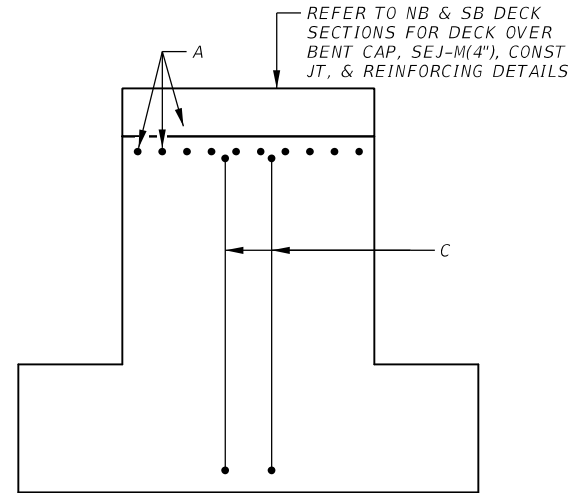 REFER TO NB & SB DECK
SECTIONS FOR DECK OVER
BENT CAP, SEJ-M(4"), CONST
JT, & REINFORCING DETAILS
A
C